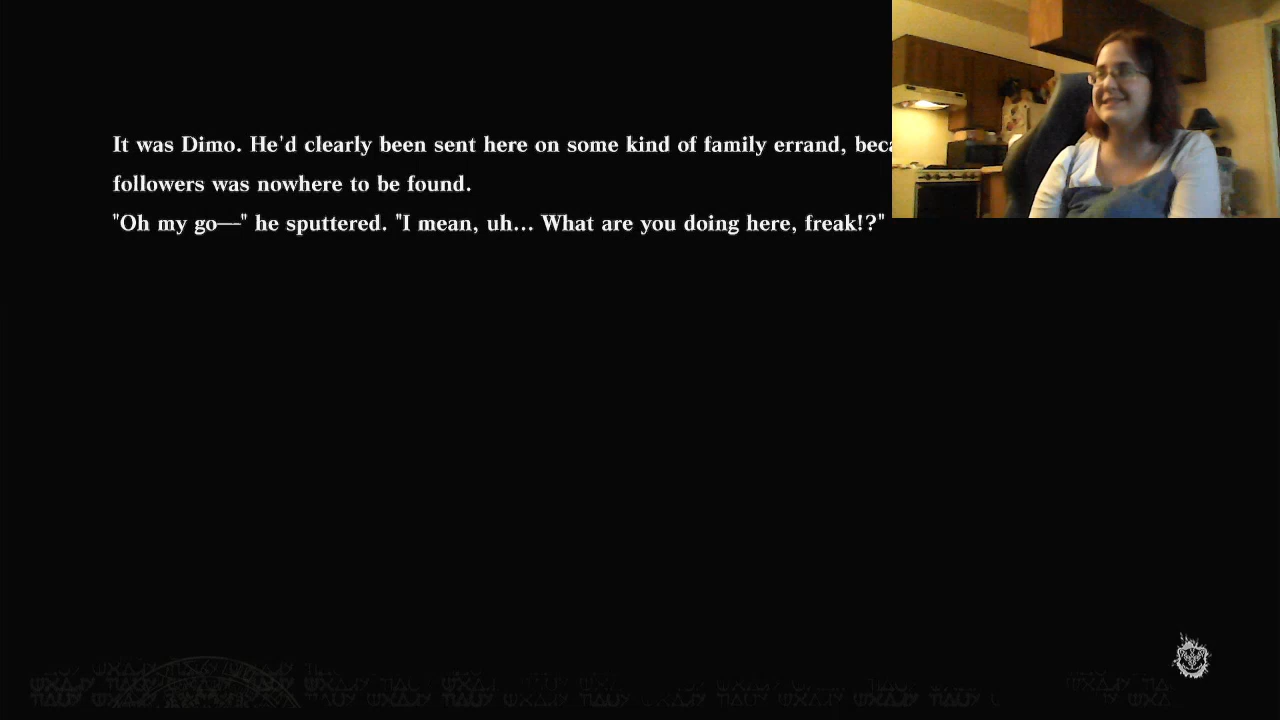 It was Dimo. He'd clearly been sent here on some kind of family errand,
followers was nowhere to be found.
"Oh my go—" he sputtered. "I mean, uh... What are you doing here, freak!?"